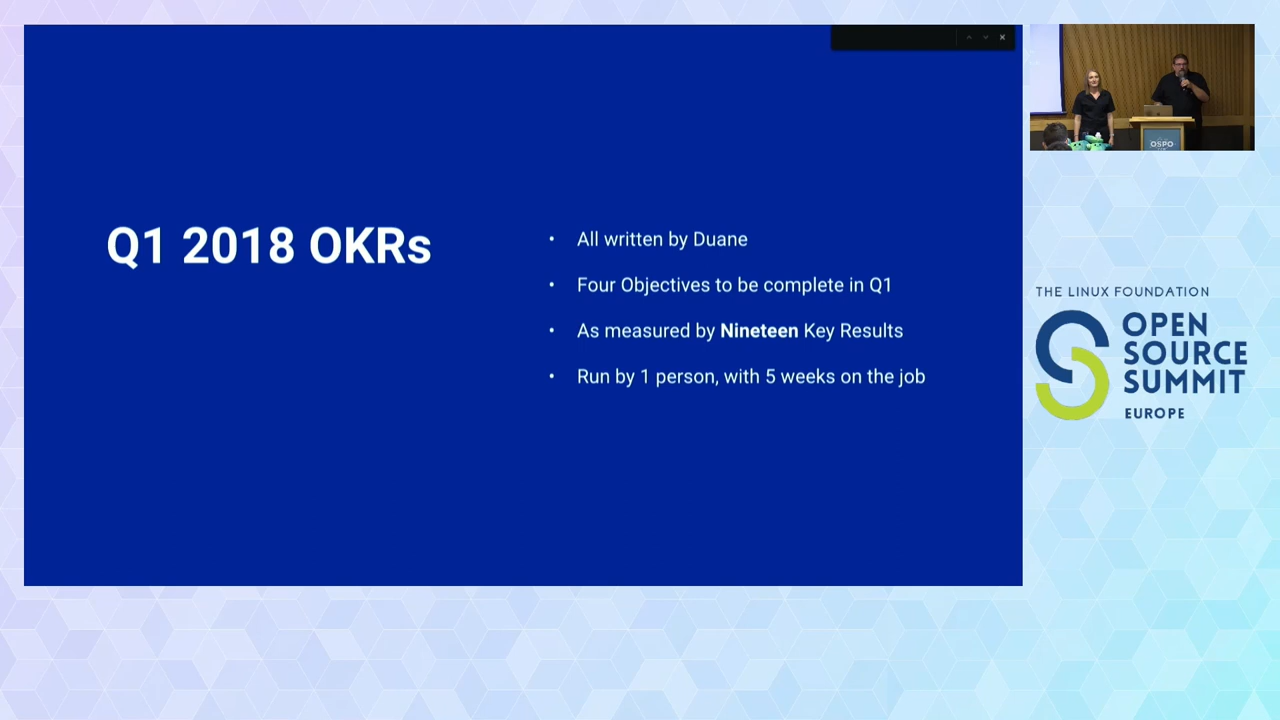 Q1 2018 OKRs
• All written by Duane
• Four Objectives to be complete in Q1
• As measured by Nineteen Key Results
• Run by 1 person, with 5 weeks on the job
OSPO
THE LINUX FOUNDATION
OPEN
SOURCE
SUMMIT
EUROPE